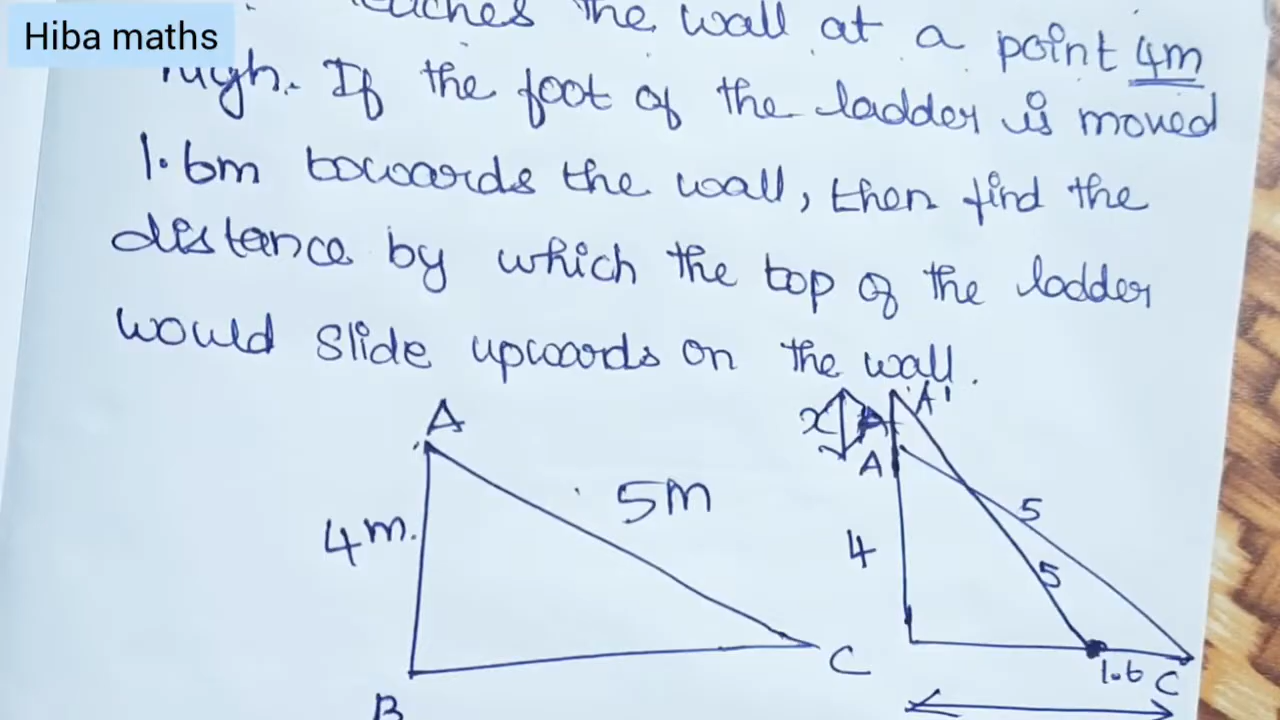 Hiba maths
the wall at a point 4m
high. If the foot of the ladder is moved
1.6m towards the wall, then find the
distance by which the top of the ladder
would slide upwards on the wall.
A
A'
x
A
5m
4m.
5
4
5
C
1.6 C
B